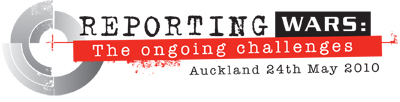 REPORTING WARS:
The ongoing challenges
Auckland 24th May 2010